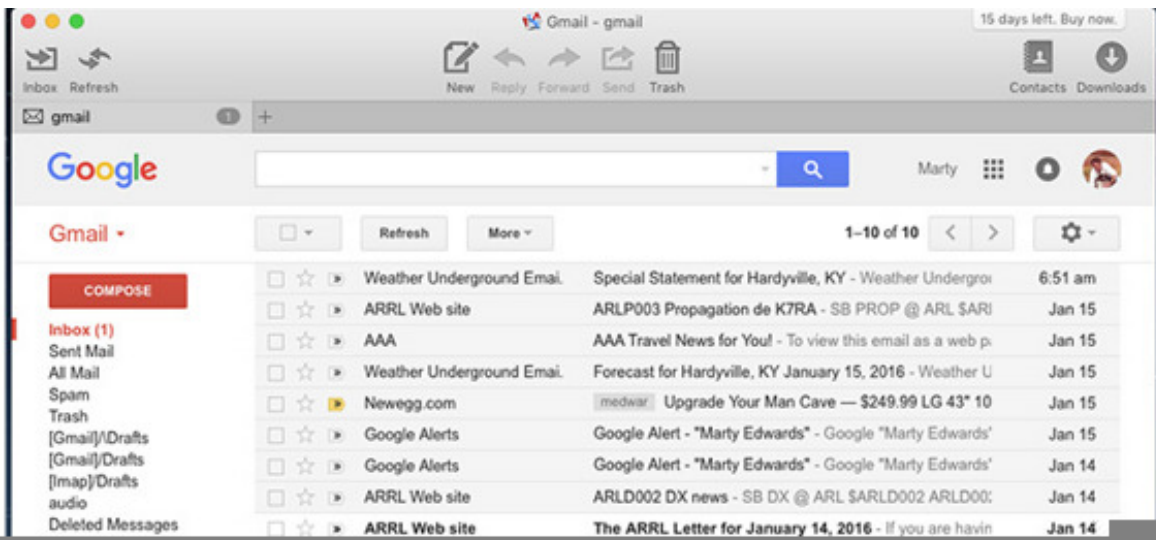 Gmail - gmail
15 days left. Buy now.
Inbox Refresh New Reply Forward Send Trash Contacts Downloads
gmail 1 +
Google Marty
Gmail Refresh More 1–10 of 10
COMPOSE
Inbox (1)
Sent Mail
All Mail
Spam
Trash
[Gmail]/\Drafts
[Gmail]/Drafts
[Imap]/Drafts
audio
Deleted Messages
Weather Underground Emai. Special Statement for Hardyville, KY - Weather Undergrou 6:51 am
ARRL Web site ARLP003 Propagation de K7RA - SB PROP @ ARL $ARI Jan 15
AAA AAA Travel News for You! - To view this email as a web pa Jan 15
Weather Underground Emai. Forecast for Hardyville, KY January 15, 2016 - Weather U Jan 15
Newegg.com medwar Upgrade Your Man Cave — $249.99 LG 43" 10 Jan 15
Google Alerts Google Alert - "Marty Edwards" - Google "Marty Edwards" Jan 15
Google Alerts Google Alert - "Marty Edwards" - Google "Marty Edwards" Jan 14
ARRL Web site ARLD002 DX news - SB DX @ ARL $ARLD002 ARLD00 Jan 14
ARRL Web site The ARRL Letter for January 14, 2016 - If you are havin Jan 14